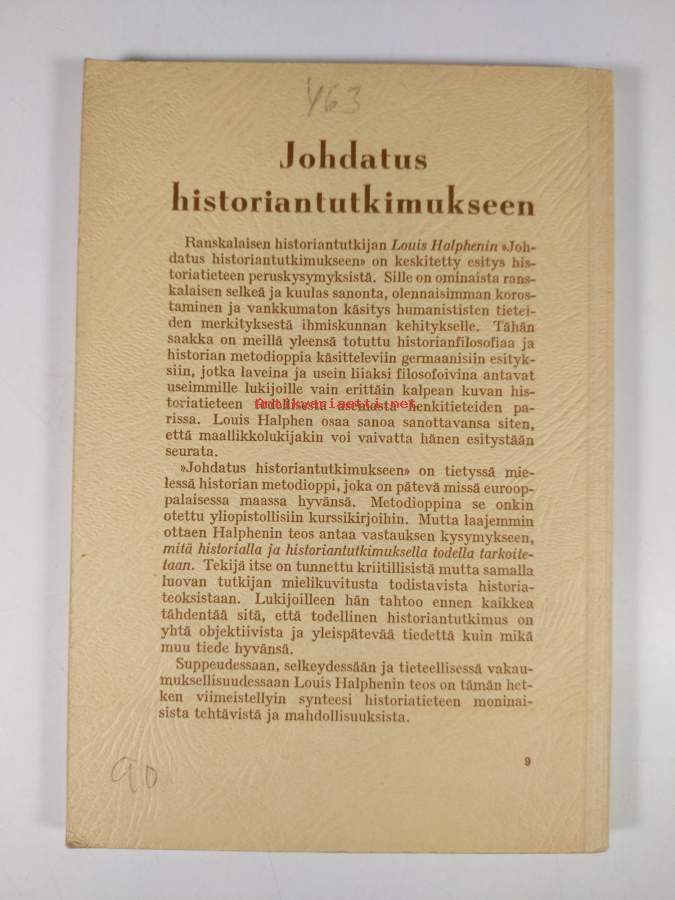 Y63
Johdatus
historiantutkimukseen
Ranskalaisen historiantutkijan Louis Halphenin »Joh-
datus historiantutkimukseen» on keskitetty esitys his-
toriatieteen peruskysymyksistä. Sille on ominaista rans-
kalaisen selkeä ja kuulas sanonta, olennaisimman koros-
taminen ja vankkumaton käsitys humanististen tietei-
den merkityksestä ihmiskunnan kehitykselle. Tähän
saakka on meillä yleensä totuttu historianfilosofiaa ja
historian metodioppia käsitteleviin germaanisiin esityk-
siin, jotka laveina ja usein liiaksi filosofoivina antavat
useimmille lukijoille vain erittäin kalpean kuvan his-
toriatieteen todellisesta asemasta henkitieteiden pa-
Antikvariaatti.net
rissa. Louis Halphen osaa sanoa sanottavansa siten,
että maallikkolukijakin voi vaivatta hänen esitystään
seurata.
»Johdatus historiantutkimukseen» on tietyssä mie-
lessä historian metodioppi, joka on pätevä missä euroop-
palaisessa maassa hyvänsä. Metodioppina se onkin
otettu yliopistollisiin kurssikirjoihin. Mutta laajemmin
ottaen Halphenin teos antaa vastauksen kysymykseen,
mitä historialla ja historiantutkimuksella todella tarkoite-
taan. Tekijä itse on tunnettu kriitillisistä mutta samalla
luovan tutkijan mielikuvitusta todistavista historia-
teoksistaan. Lukijoilleen hän tahtoo ennen kaikkea
tähdentää sitä, että todellinen historiantutkimus on
yhtä objektiivista ja yleispätevää tiedettä kuin mikä
muu tiede hyvänsä.
Suppeudessaan, selkeydessään ja tieteellisessä vakau-
muksellisuudessaan Louis Halphenin teos on tämän het-
ken viimeistellyin synteesi historiatieteen moninai-
sista tehtävistä ja mahdollisuuksista.
9
90